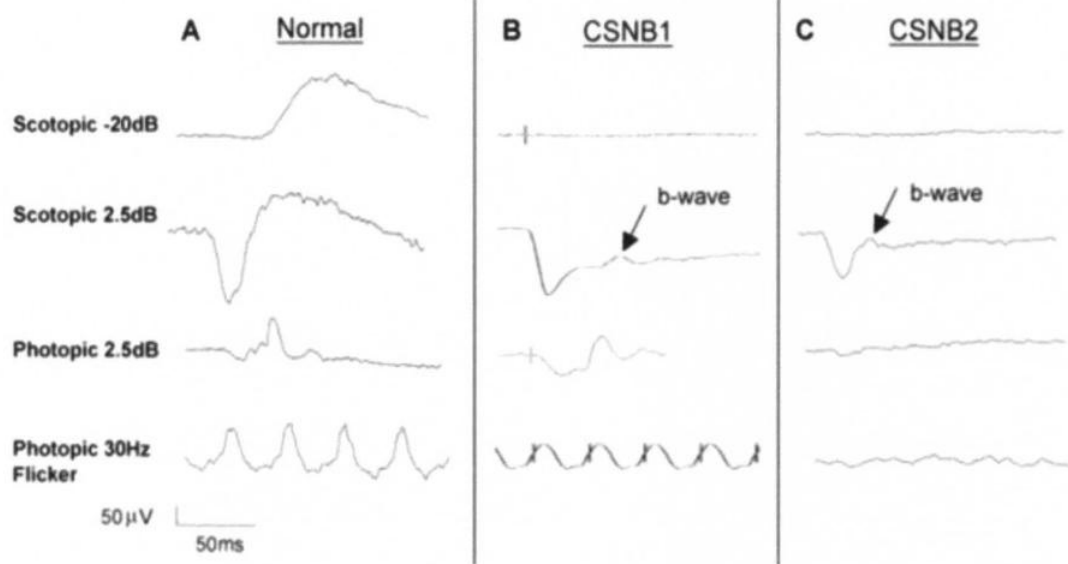 A Normal
B CSNB1
C CSNB2
Scotopic -20dB
Scotopic 2.5dB
b-wave
b-wave
Photopic 2.5dB
Photopic 30Hz
Flicker
50µV
50ms